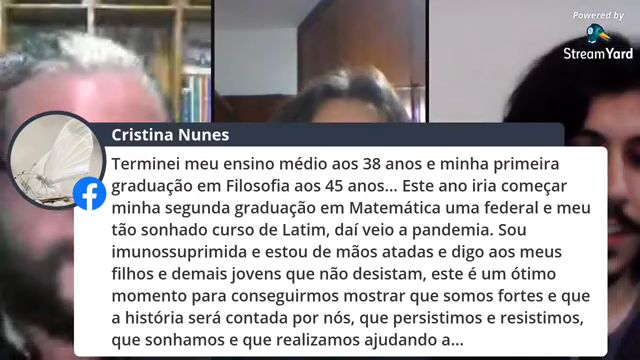 Powered by
StreamYard
Cristina Nunes
Terminei meu ensino médio aos 38 anos e minha primeira
graduação em Filosofia aos 45 anos... Este ano iria começar
minha segunda graduação em Matemática uma federal e meu
tão sonhado curso de Latim, daí veio a pandemia. Sou
imunossuprimida e estou de mãos atadas e digo aos meus
filhos e demais jovens que não desistam, este é um ótimo
momento para conseguirmos mostrar que somos fortes e que
a história será contada por nós, que persistimos e resistimos,
que sonhamos e que realizamos ajudando a...